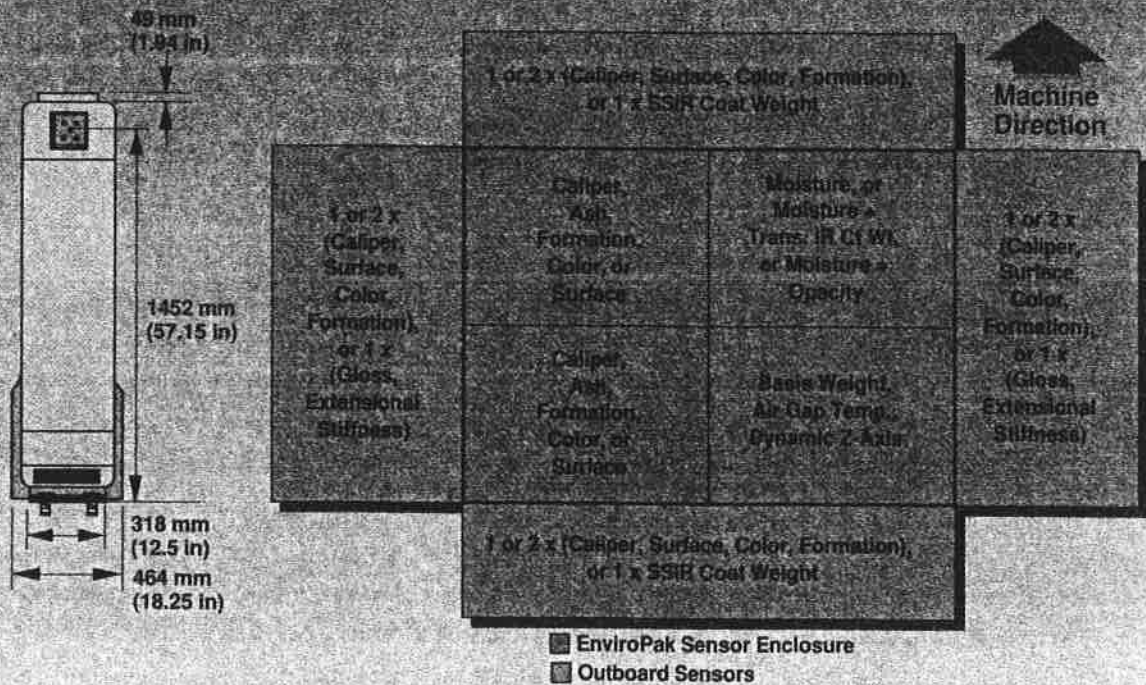 49 mm
(1.94 in)
1452 mm
(57.15 in)
318 mm
(12.5 in)
464 mm
(18.25 in)
1 or 2 x (Caliper, Surface, Color, Formation),
or 1 x SSIR Coat Weight
Machine
Direction
1 or 2 x
(Caliper,
Surface,
Color,
Formation),
or 1 x
(Gloss,
Extensional
Stiffness)
Caliper,
Ash,
Formation,
Color, or
Surface
Moisture, or
Moisture +
Trans. IR Ct Wt,
or Moisture +
Opacity
Caliper,
Ash,
Formation,
Color, or
Surface
Basis Weight,
Air Gap Temp.,
Dynamic Z-Axis
1 or 2 x
(Caliper,
Surface,
Color,
Formation),
or 1 x
(Gloss,
Extensional
Stiffness)
1 or 2 x (Caliper, Surface, Color, Formation),
or 1 x SSIR Coat Weight
EnviroPak Sensor Enclosure
Outboard Sensors